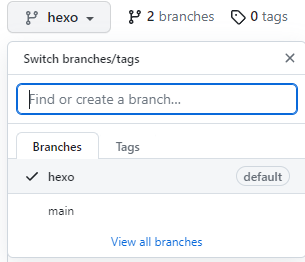 hexo 2 branches 0 tags
Switch branches/tags
Find or create a branch...
Branches Tags
hexo default
main
View all branches